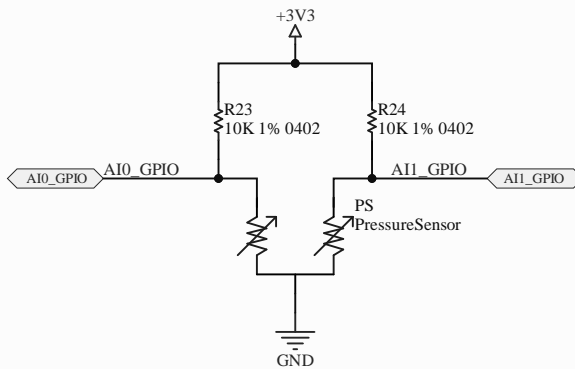 +3V3
R23
10K 1% 0402
R24
10K 1% 0402
AI0_GPIO
AI0_GPIO
AI1_GPIO
AI1_GPIO
PS
PressureSensor
GND